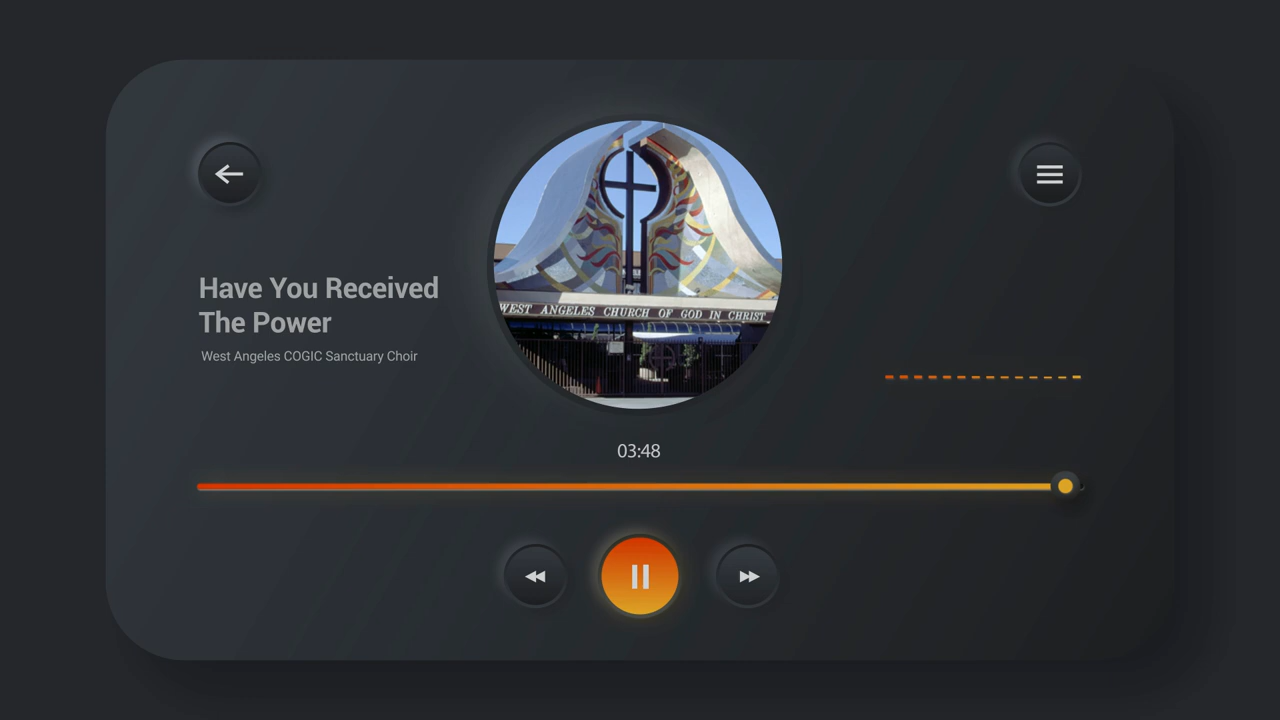 Have You Received
The Power
West Angeles COGIC Sanctuary Choir
WEST ANGELES CHURCH OF GOD IN CHRIST
03:48